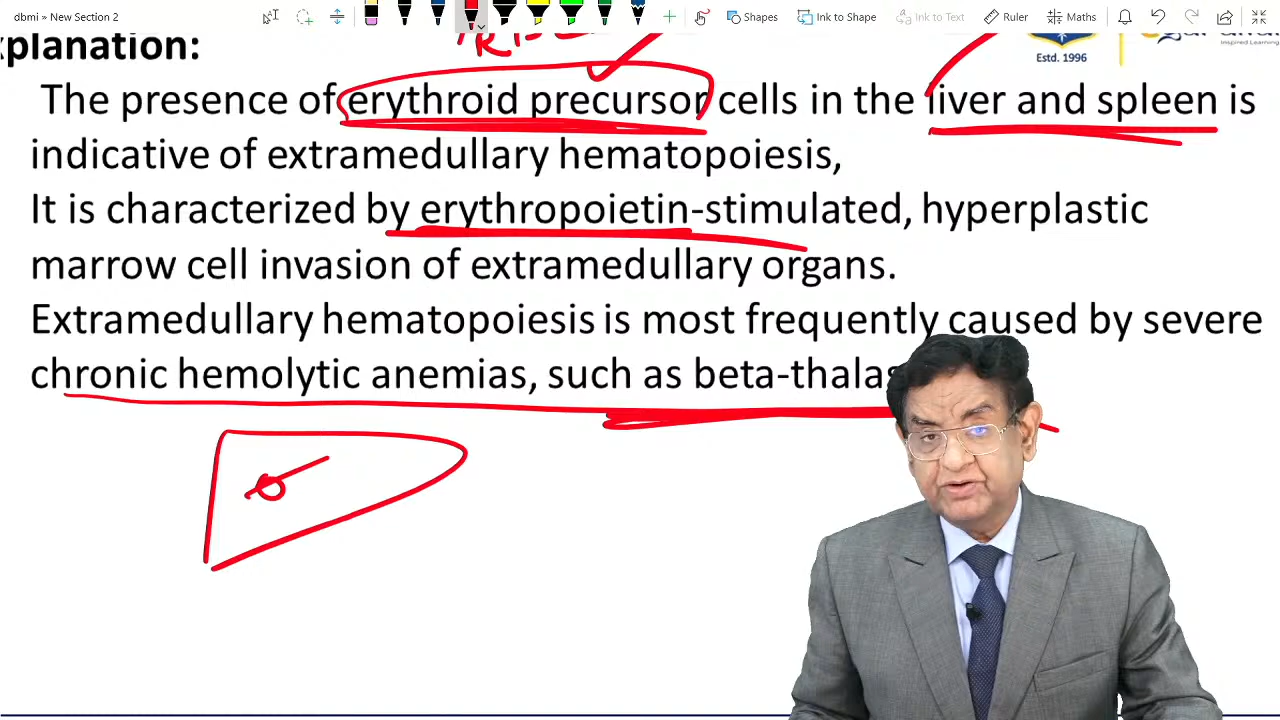 dbmi » New Section 2
Shapes
Ink to Shape
Ink to Text
Ruler
Maths
xplanation:
Estd. 1996
Inspired Learning
The presence of erythroid precursor cells in the liver and spleen is
indicative of extramedullary hematopoiesis,
It is characterized by erythropoietin-stimulated, hyperplastic
marrow cell invasion of extramedullary organs.
Extramedullary hematopoiesis is most frequently caused by severe
chronic hemolytic anemias, such as beta-thalas